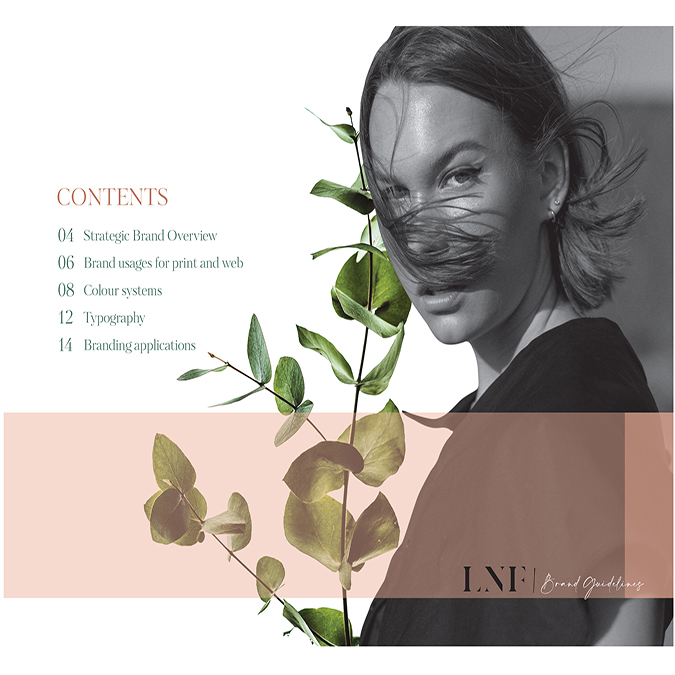 CONTENTS
04 Strategic Brand Overview
06 Brand usages for print and web
08 Colour systems
12 Typography
14 Branding applications
LNF | Brand Guidelines